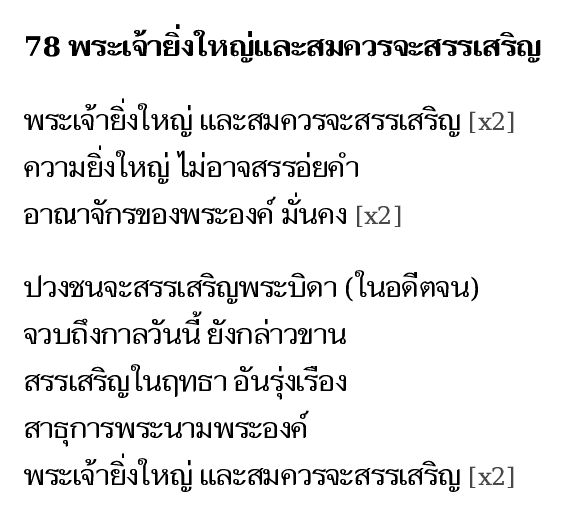 78 พระเจ้ายิ่งใหญ่และสมควรจะสรรเสริญ
พระเจ้ายิ่งใหญ่ และสมควรจะสรรเสริญ [x2]
ความยิ่งใหญ่ ไม่อาจสรรอ่ยคำ
อาณาจักรของพระองค์ มั่นคง [x2]
ปวงชนจะสรรเสริญพระบิดา (ในอดีตจน)
จวบถึงกาลวันนี้ ยังกล่าวขาน
สรรเสริญในฤทธา อันรุ่งเรือง
สาธุการพระนามพระองค์
พระเจ้ายิ่งใหญ่ และสมควรจะสรรเสริญ [x2]